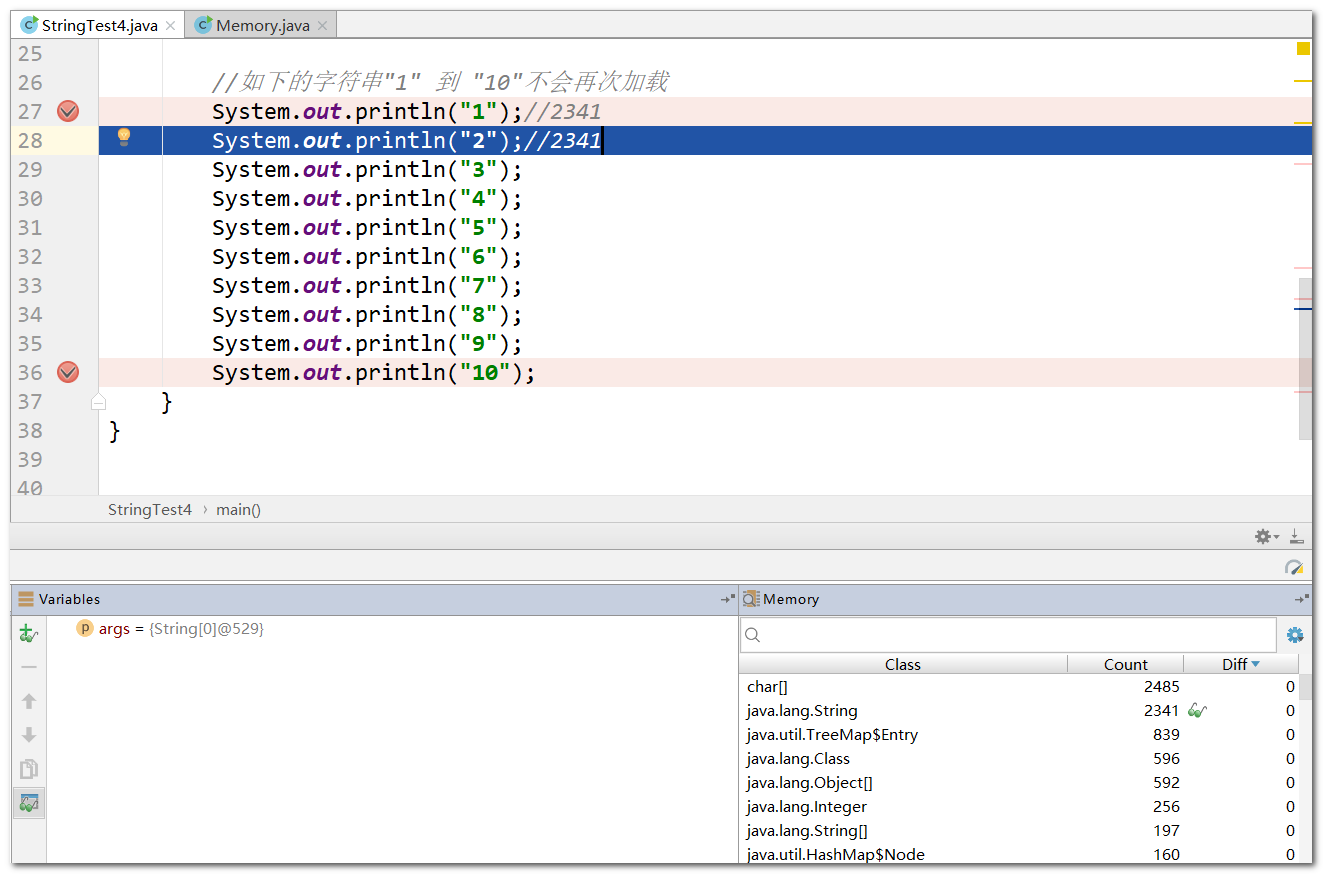 StringTest4.java
Memory.java
25
26 //如下的字符串"1" 到 "10"不会再次加载
27 System.out.println("1");//2341
28 System.out.println("2");//2341
29 System.out.println("3");
30 System.out.println("4");
31 System.out.println("5");
32 System.out.println("6");
33 System.out.println("7");
34 System.out.println("8");
35 System.out.println("9");
36 System.out.println("10");
37 }
38 }
39
40
StringTest4 › main()
Variables
p args = {String[0]@529}
Memory
Class Count Diff
char[] 2485 0
java.lang.String 2341 0
java.util.TreeMap$Entry 839 0
java.lang.Class 596 0
java.lang.Object[] 592 0
java.lang.Integer 256 0
java.lang.String[] 197 0
java.util.HashMap$Node 160 0